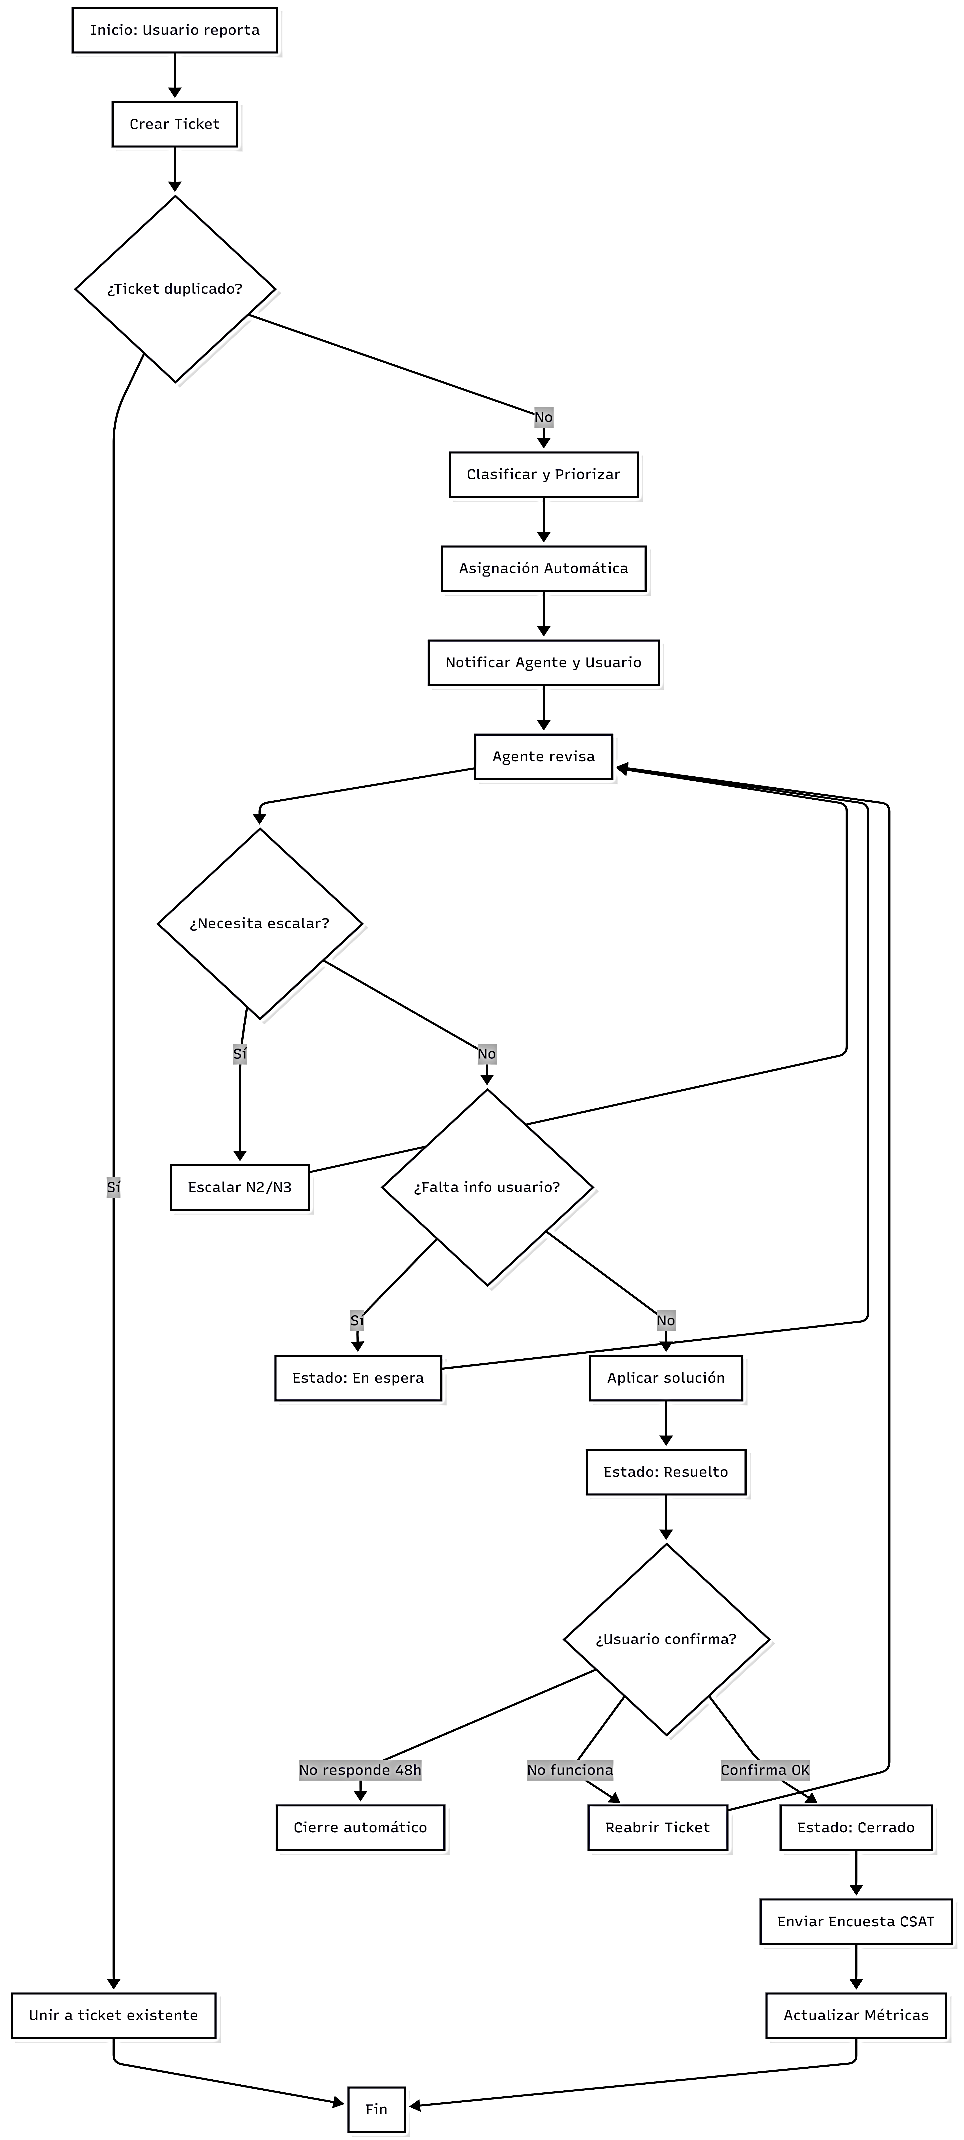 Inicio: Usuario reporta
Crear Ticket
¿Ticket duplicado?
No
Clasificar y Priorizar
Asignación Automática
Notificar Agente y Usuario
Agente revisa
¿Necesita escalar?
Sí
No
Sí
Escalar N2/N3
¿Falta info usuario?
Sí
No
Estado: En espera
Aplicar solución
Estado: Resuelto
¿Usuario confirma?
No responde 48h
No funciona
Confirma OK
Cierre automático
Reabrir Ticket
Estado: Cerrado
Enviar Encuesta CSAT
Unir a ticket existente
Actualizar Métricas
Fin